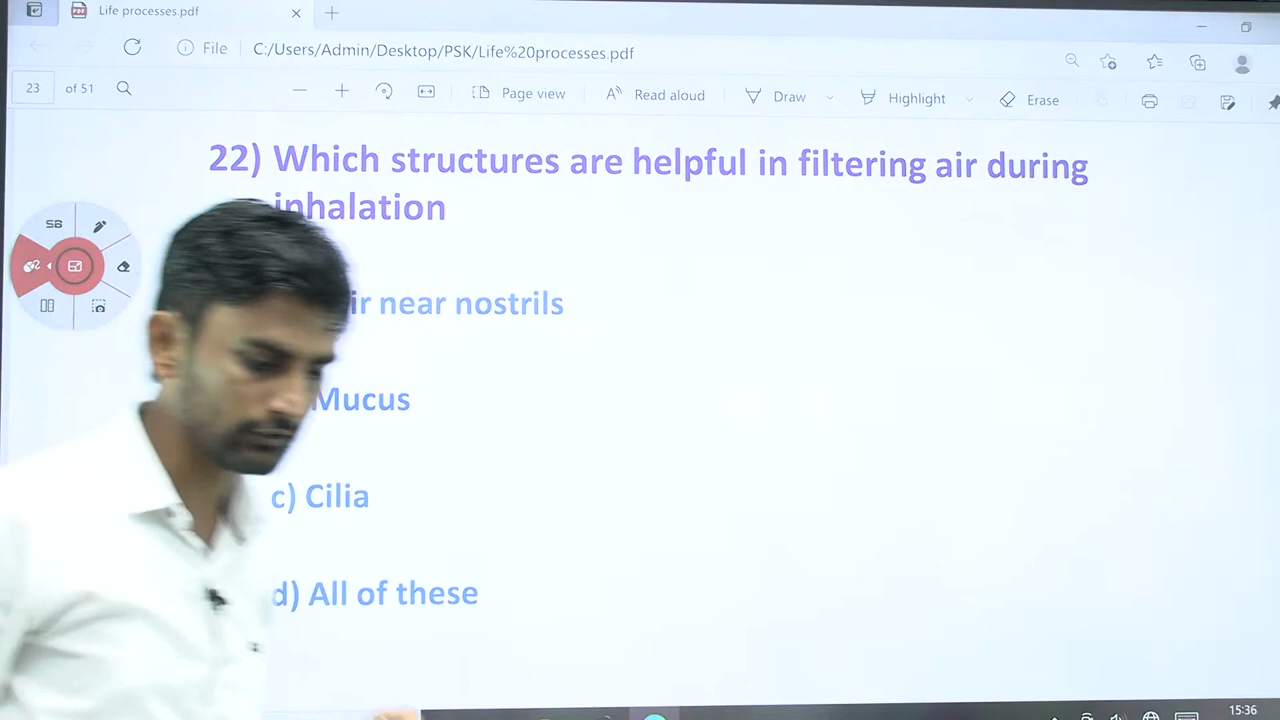 Life processes.pdf
File C:/Users/Admin/Desktop/PSK/Life%20processes.pdf
23 of 51 Page view Read aloud Draw Highlight Erase
22) Which structures are helpful in filtering air during
inhalation
SB
near nostrils
Mucus
c) Cilia
d) All of these
15:36